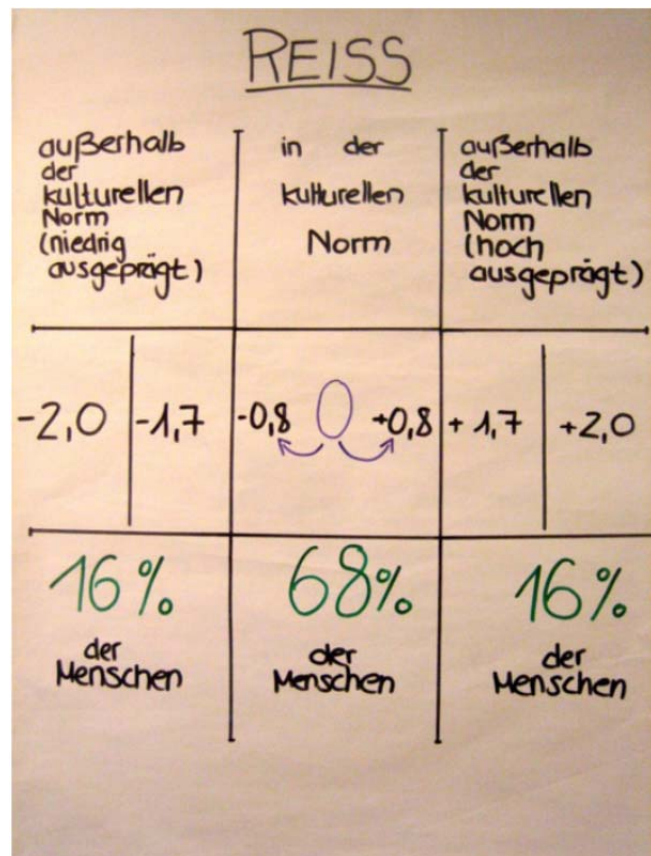 REISS
außerhalb
der
kulturellen
Norm
(niedrig
ausgeprägt)
in der
kulturellen
Norm
außerhalb
der
kulturellen
Norm
(hoch
ausgeprägt)
-2,0 -1,7 -0,8 0 +0,8 +1,7 +2,0
16%
der
Menschen
68%
der
Menschen
16%
der
Menschen